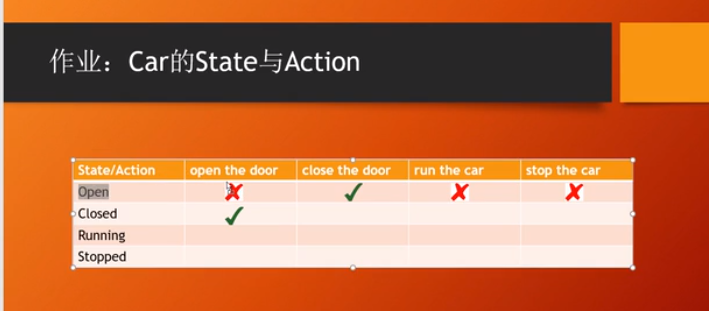 作业：Car的State与Action
State/Action open the door close the door run the car stop the car
Open
Closed
Running
Stopped